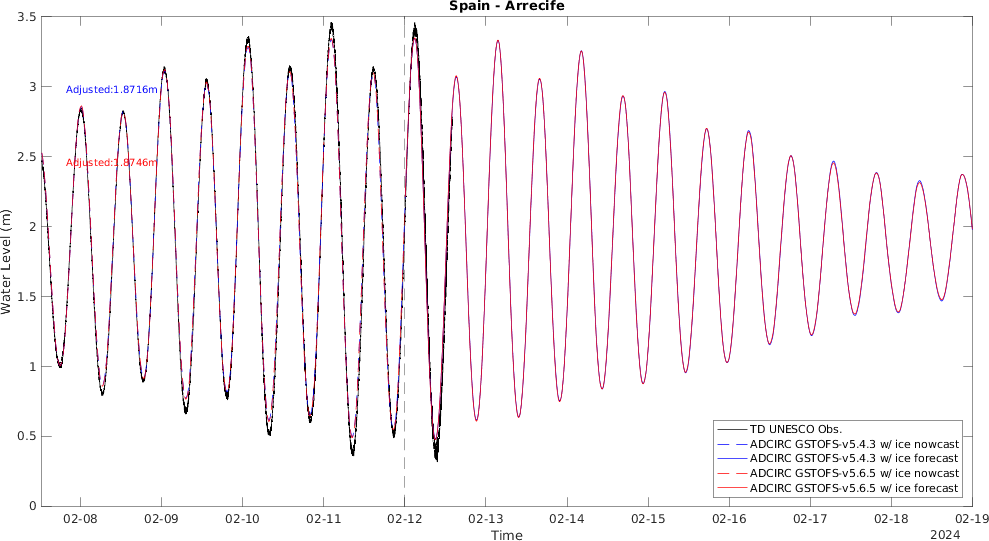 Spain - Arrecife
3.5
3
2.5
2
1.5
1
0.5
0
Water Level (m)
Adjusted:1.8716m
Adjusted:1.8746m
TD UNESCO Obs.
ADCIRC GSTOFS-v5.4.3 w/ ice nowcast
ADCIRC GSTOFS-v5.4.3 w/ ice forecast
ADCIRC GSTOFS-v5.6.5 w/ ice nowcast
ADCIRC GSTOFS-v5.6.5 w/ ice forecast
02-08 02-09 02-10 02-11 02-12 02-13 02-14 02-15 02-16 02-17 02-18 02-19
Time
2024